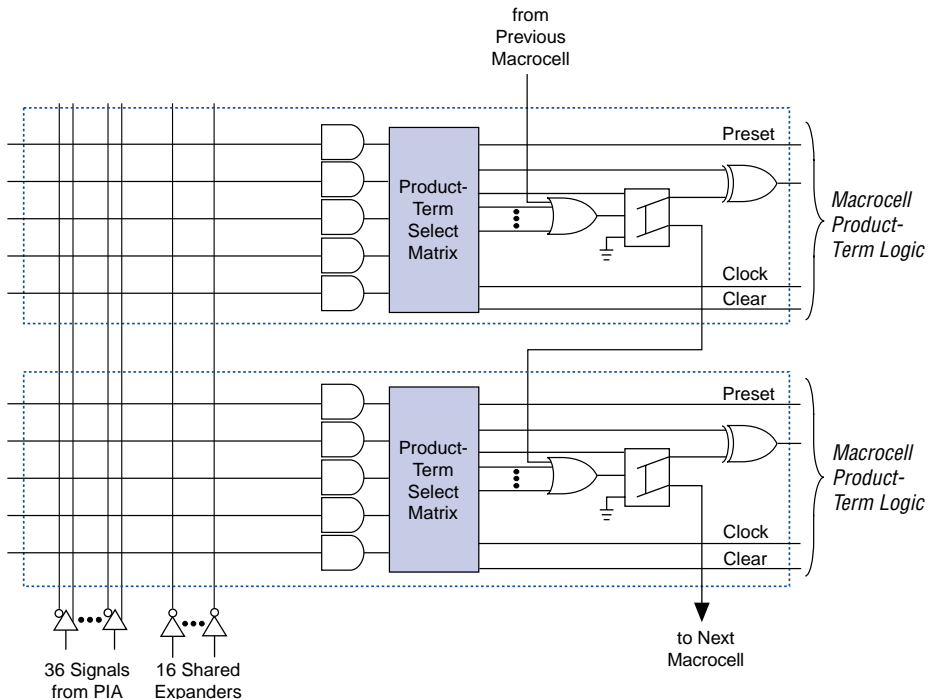 from
Previous
Macrocell
Preset
Product-
Term
Select
Matrix
Macrocell
Product-
Term Logic
Clock
Clear
Preset
Product-
Term
Select
Matrix
Macrocell
Product-
Term Logic
Clock
Clear
36 Signals
from PIA
16 Shared
Expanders
to Next
Macrocell